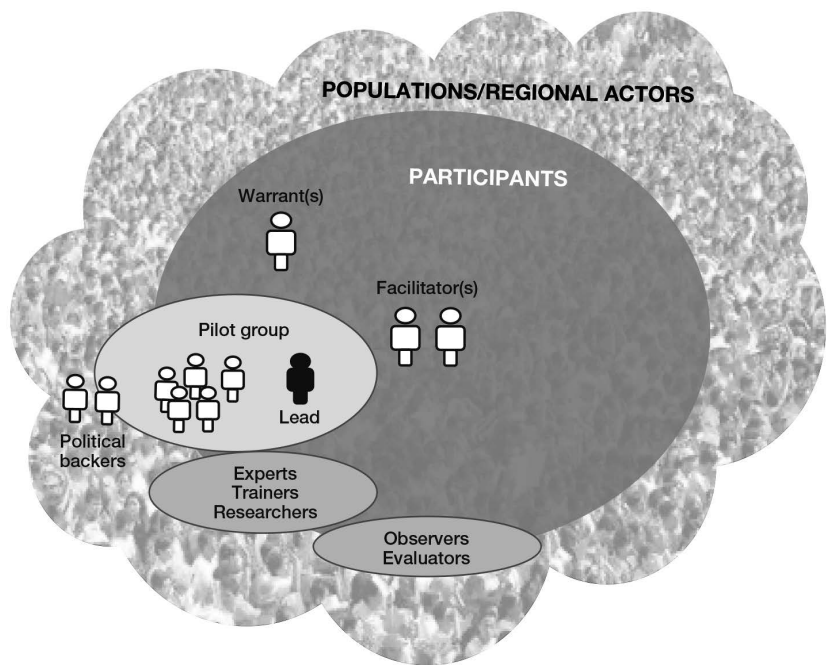 POPULATIONS/REGIONAL ACTORS
PARTICIPANTS
Warrant(s)
Facilitator(s)
Pilot group
Lead
Political
backers
Experts
Trainers
Researchers
Observers
Evaluators